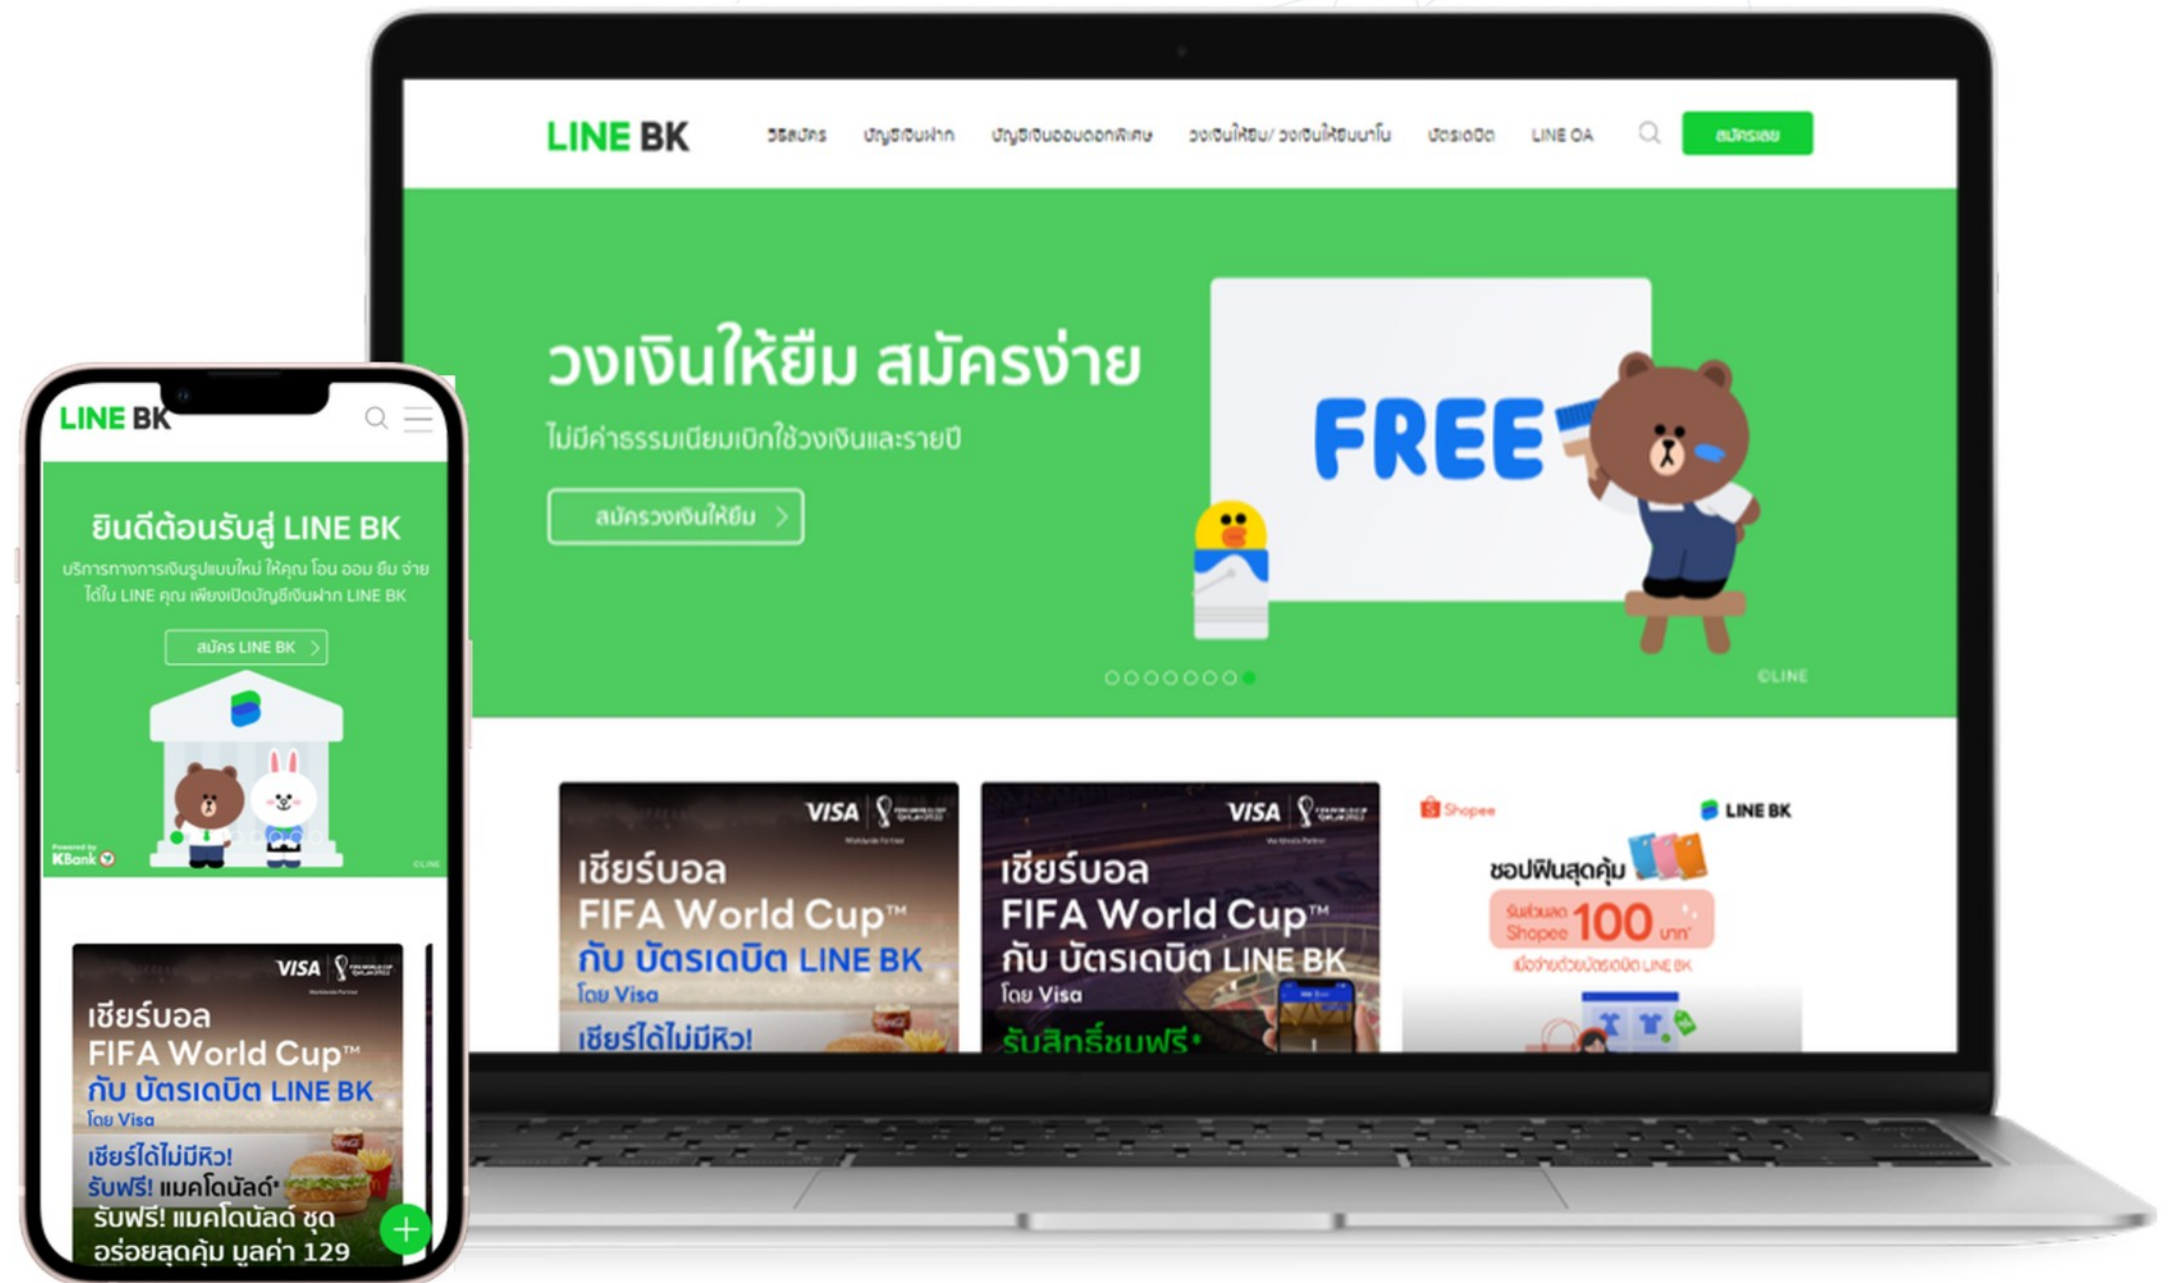 LINE BK
วิธีสมัคร บัญชีเงินฝาก บัญชีเงินออมดอกพิเศษ วงเงินให้ยืม/ วงเงินให้ยืมนาโน บัตรเดบิต LINE OA สมัครเลย
วงเงินให้ยืม สมัครง่าย
ไม่มีค่าธรรมเนียมเบิกใช้วงเงินและรายปี
สมัครวงเงินให้ยืม
FREE
©LINE
VISA
เชียร์บอล
FIFA World Cup™
กับ บัตรเดบิต LINE BK
โดย Visa
เชียร์ได้ไม่มีหิว!
VISA
เชียร์บอล
FIFA World Cup™
กับ บัตรเดบิต LINE BK
โดย Visa
รับสิทธิ์ชมฟรี*
Shopee LINE BK
ชอปฟินสุดคุ้ม
รับส่วนลด
Shopee 100 บาท*
เมื่อจ่ายด้วยบัตรเดบิต LINE BK
LINE BK
ยินดีต้อนรับสู่ LINE BK
บริการทางการเงินรูปแบบใหม่ ให้คุณ โอน ออม ยืม จ่าย
ได้ใน LINE คุณ เพียงเปิดบัญชีเงินฝาก LINE BK
สมัคร LINE BK
Powered by
KBank
©LINE
VISA
เชียร์บอล
FIFA World Cup™
กับ บัตรเดบิต LINE BK
โดย Visa
เชียร์ได้ไม่มีหิว!
รับฟรี! แมคโดนัลด์*
รับฟรี! แมคโดนัลด์ ชุด
อร่อยสุดคุ้ม มูลค่า 129